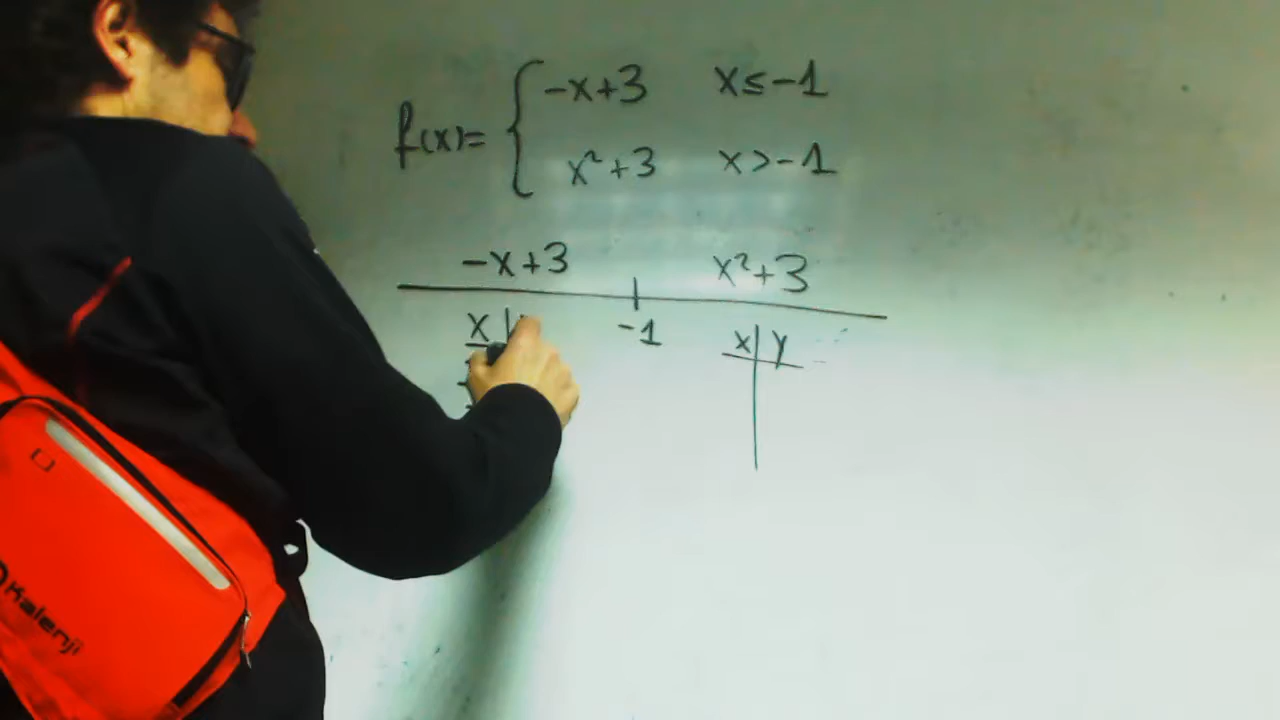 f(x)= { -x+3 x≤-1
x²+3 x>-1
-x+3 x²+3
x -1 x y
Kalenji